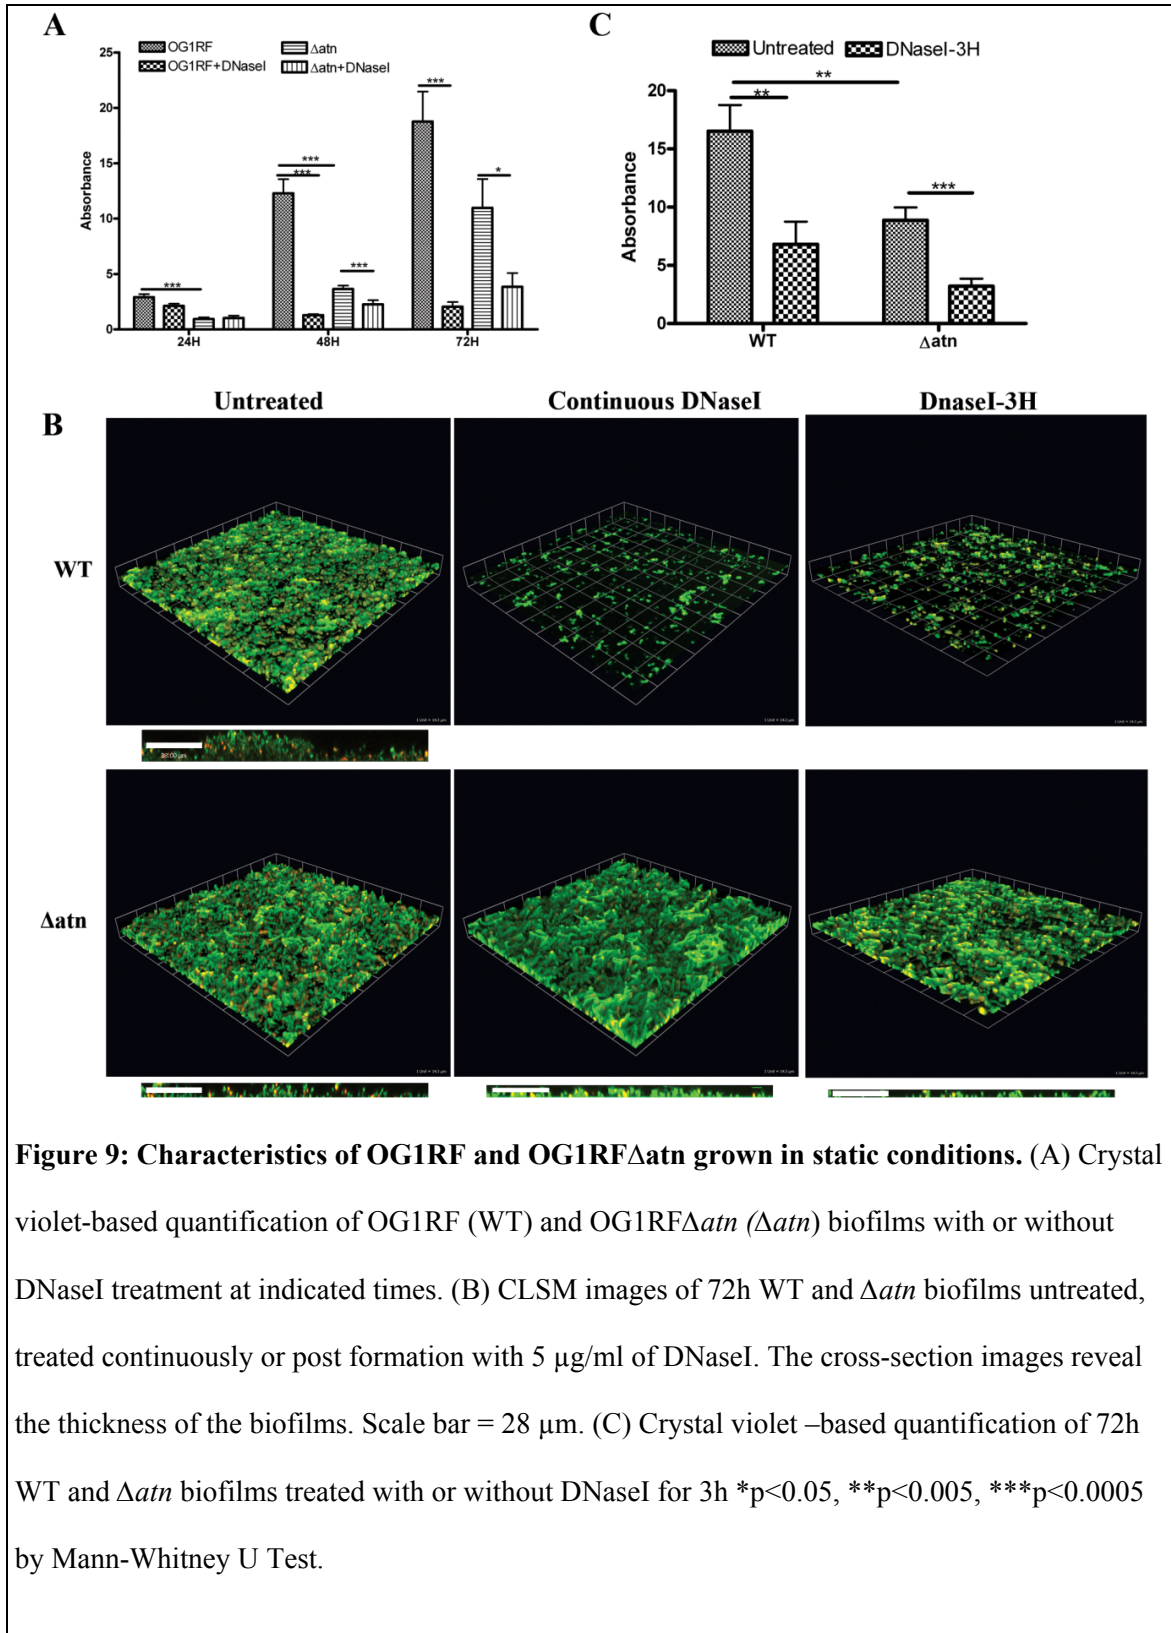 A
C
OG1RF
Δatn
OG1RF+DNaseI
Δatn+DNaseI
25
20
15
10
5
0
Absorbance
***
***
***
***
***
*
24H
48H
72H
Untreated
DNaseI-3H
20
15
10
5
0
Absorbance
**
**
***
WT
Δatn
B
Untreated
Continuous DNaseI
DnaseI-3H
WT
Δatn
Figure 9: Characteristics of OG1RF and OG1RFΔatn grown in static conditions. (A) Crystal
violet-based quantification of OG1RF (WT) and OG1RFΔatn (Δatn) biofilms with or without
DNaseI treatment at indicated times. (B) CLSM images of 72h WT and Δatn biofilms untreated,
treated continuously or post formation with 5 µg/ml of DNaseI. The cross-section images reveal
the thickness of the biofilms. Scale bar = 28 µm. (C) Crystal violet –based quantification of 72h
WT and Δatn biofilms treated with or without DNaseI for 3h *p<0.05, **p<0.005, ***p<0.0005
by Mann-Whitney U Test.